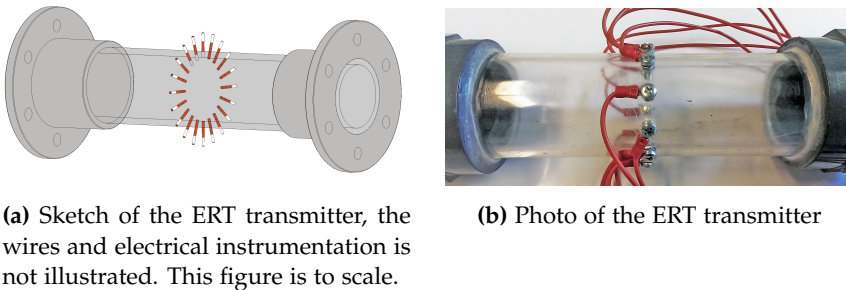 (a) Sketch of the ERT transmitter, the
wires and electrical instrumentation is
not illustrated. This figure is to scale.
(b) Photo of the ERT transmitter